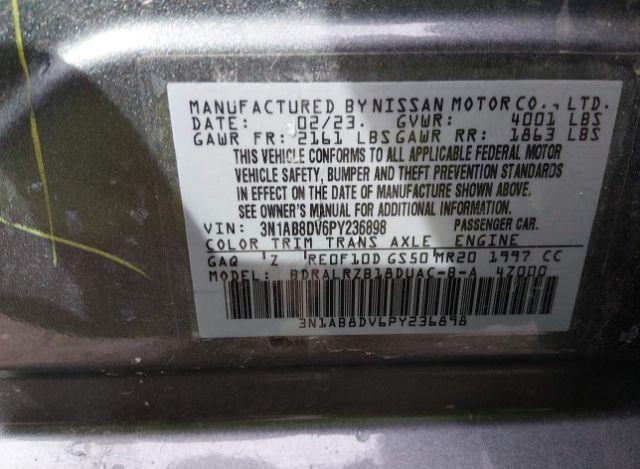 MANUFACTURED BY NISSAN MOTOR CO., LTD.
DATE: 02/23. GVWR: 4001 LBS
GAWR FR: 2161 LBS GAWR RR: 1863 LBS
THIS VEHICLE CONFORMS TO ALL APPLICABLE FEDERAL MOTOR
VEHICLE SAFETY, BUMPER AND THEFT PREVENTION STANDARDS
IN EFFECT ON THE DATE OF MANUFACTURE SHOWN ABOVE.
SEE OWNER'S MANUAL FOR ADDITIONAL INFORMATION.
VIN: 3N1AB8DV6PY236898 PASSENGER CAR.
COLOR TRIM TRANS AXLE ENGINE
GAQ Z RE0F10D GS50 MR20 1997 CC
MODEL: BDRALRZB18DUAC-B-A 4Z000
3N1AB8DV6PY236898